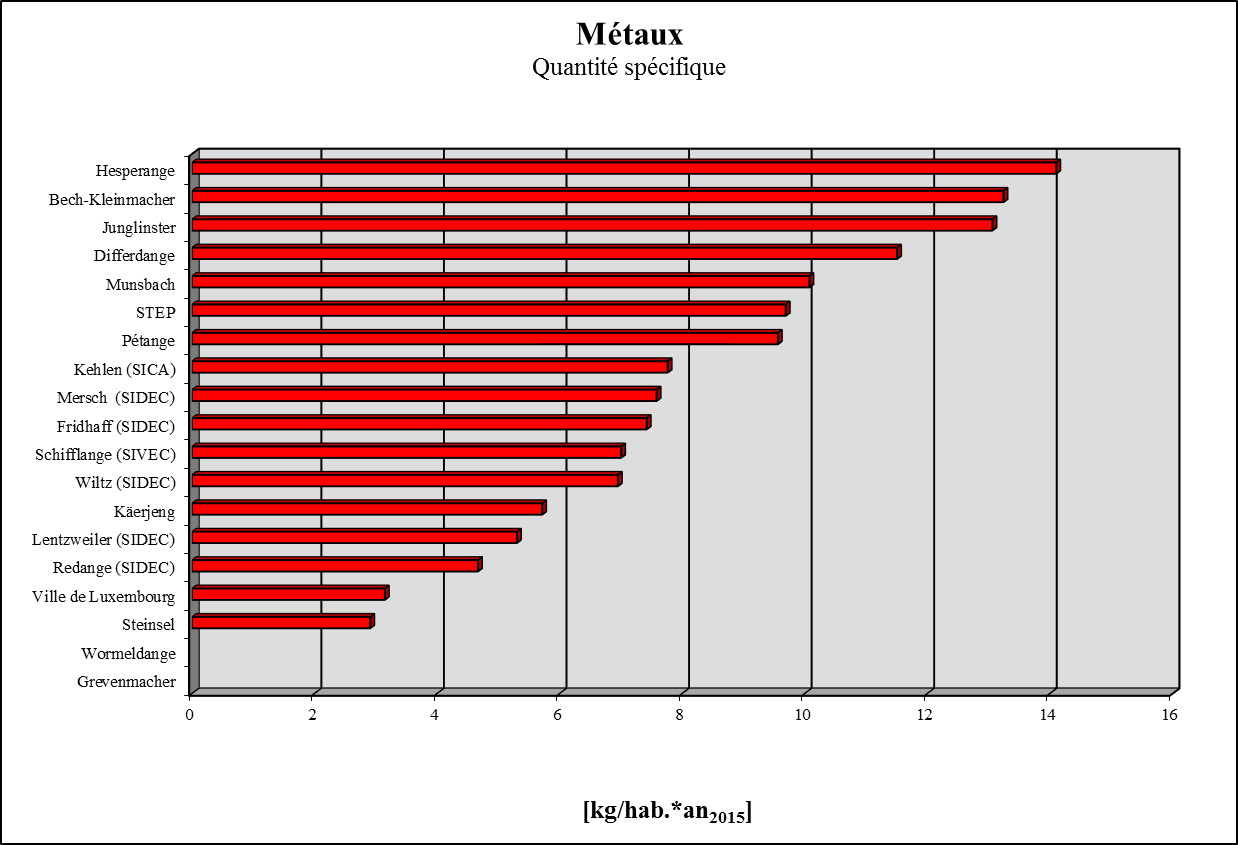 Métaux
Quantité spécifique
Hesperange
Bech-Kleinmacher
Junglinster
Differdange
Munsbach
STEP
Pétange
Kehlen (SICA)
Mersch  (SIDEC)
Fridhaff (SIDEC)
Schifflange (SIVEC)
Wiltz (SIDEC)
Käerjeng
Lentzweiler (SIDEC)
Redange (SIDEC)
Ville de Luxembourg
Steinsel
Wormeldange
Grevenmacher
0 2 4 6 8 10 12 14 16
[kg/hab.*an2015]